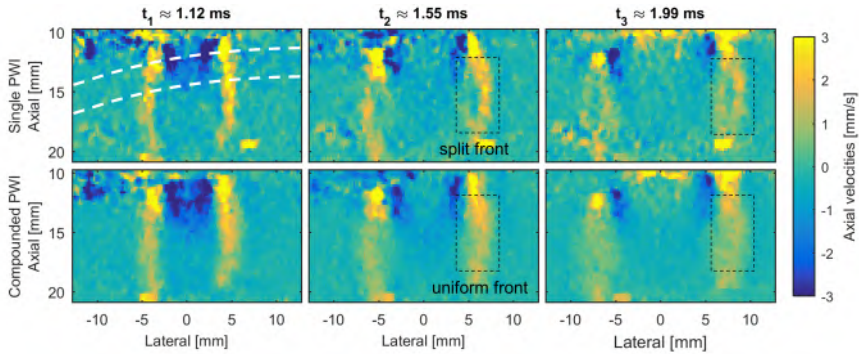 t1 ≈ 1.12 ms
t2 ≈ 1.55 ms
t3 ≈ 1.99 ms
Single PWI
Axial [mm]
10
15
20
split front
Compounded PWI
Axial [mm]
10
15
20
uniform front
-10 -5 0 5 10
-10 -5 0 5 10
-10 -5 0 5 10
Lateral [mm]
Lateral [mm]
Lateral [mm]
3
2
1
0
-1
-2
-3
Axial velocities [mm/s]